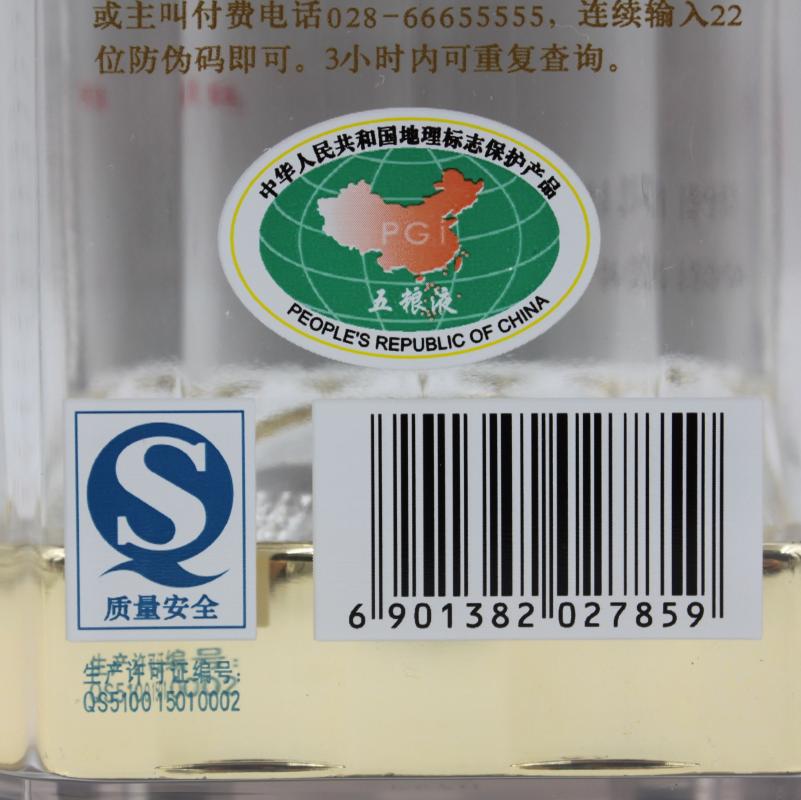 或主叫付费电话028-66655555，连续输入22
位防伪码即可。3小时内可重复查询。
中华人民共和国地理标志保护产品
PGI
五粮液
PEOPLE'S REPUBLIC OF CHINA
S
质量安全
6 901382 027859
生产许可证编号：
QS510015010002